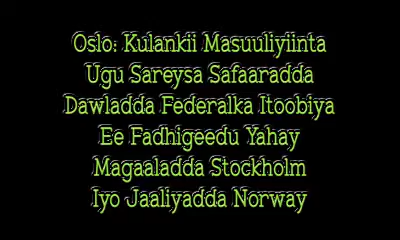 Oslo: Kulankii Masuuliyiinta
Ugu Sareysa Safaaradda
Dawladda Federalka Itoobiya
Ee Fadhigeedu Yahay
Magaaladda Stockholm
Iyo Jaaliyadda Norway